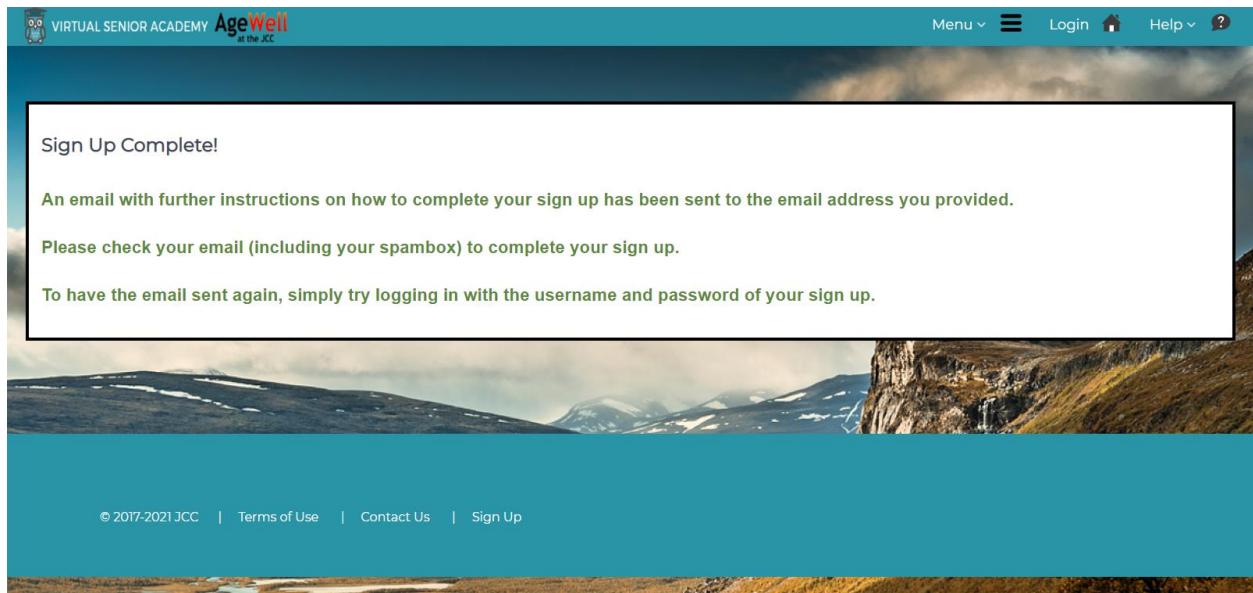 VIRTUAL SENIOR ACADEMY AgeWell at the JCC
Menu Login Help ?
Sign Up Complete!
An email with further instructions on how to complete your sign up has been sent to the email address you provided.
Please check your email (including your spambox) to complete your sign up.
To have the email sent again, simply try logging in with the username and password of your sign up.
© 2017-2021 JCC | Terms of Use | Contact Us | Sign Up